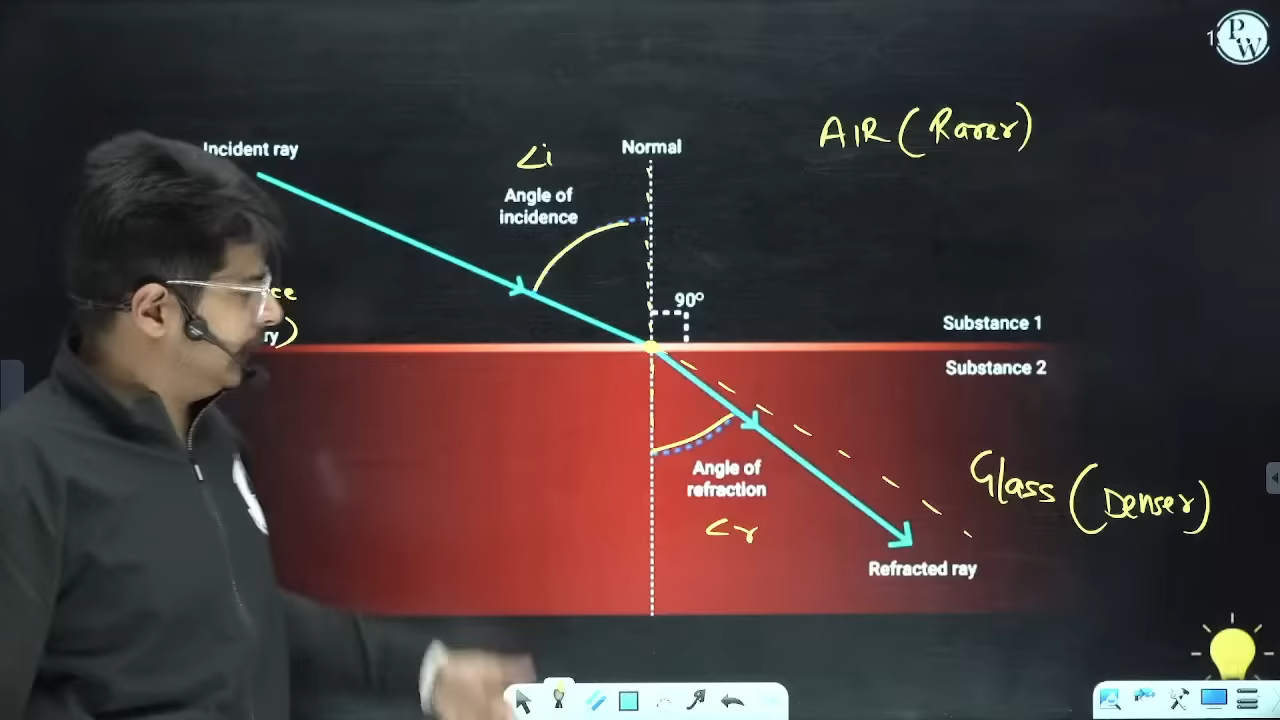 PW
Incident ray
∠i
Normal
AIR (Rarer)
Angle of
incidence
90°
Substance 1
Substance 2
Angle of
refraction
∠r
Glass (Denser)
Refracted ray